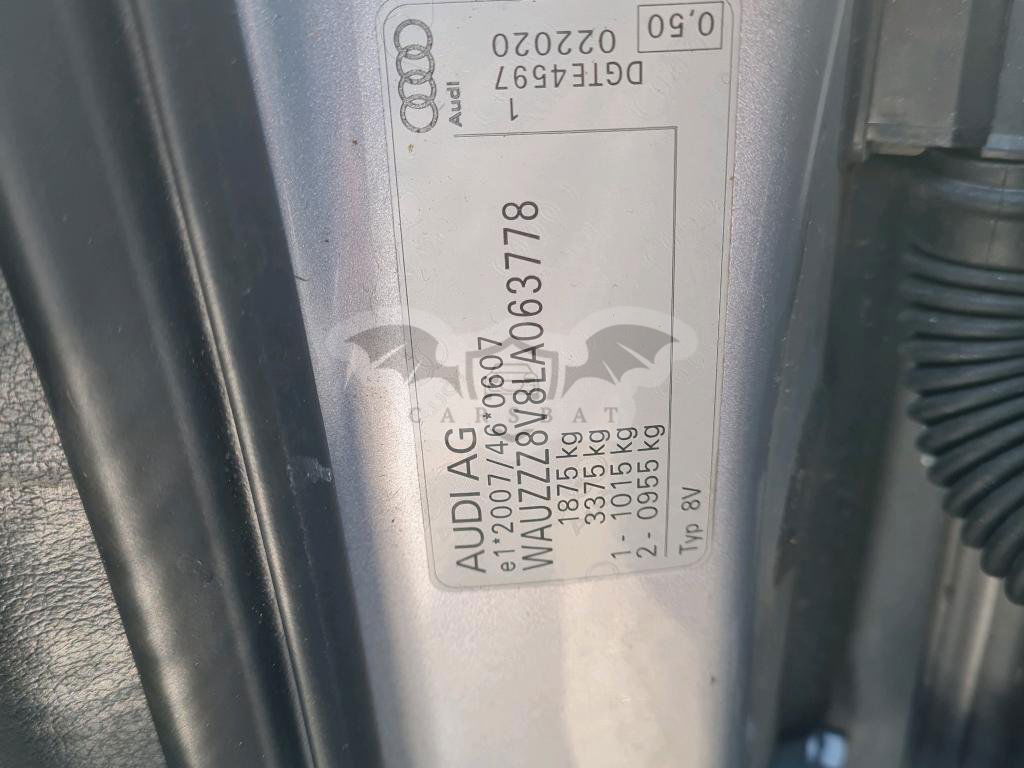 AUDI AG
e1*2007/46*0607
WAUZZZ8V8LA063778
1875 kg
3375 kg
1- 1015 kg
2- 0955 kg
Typ 8V
Audi
022020
1
DGTE4597
0,50
CARSBAT